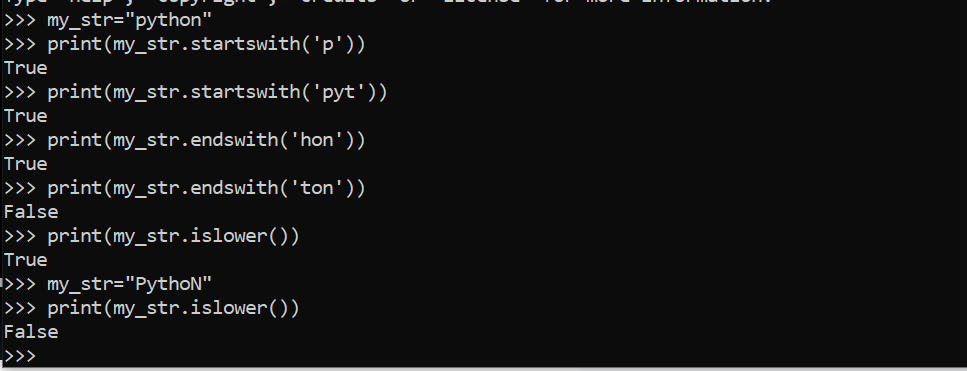 >>> my_str="python"
>>> print(my_str.startswith('p'))
True
>>> print(my_str.startswith('pyt'))
True
>>> print(my_str.endswith('hon'))
True
>>> print(my_str.endswith('ton'))
False
>>> print(my_str.islower())
True
>>> my_str="PythoN"
>>> print(my_str.islower())
False
>>>